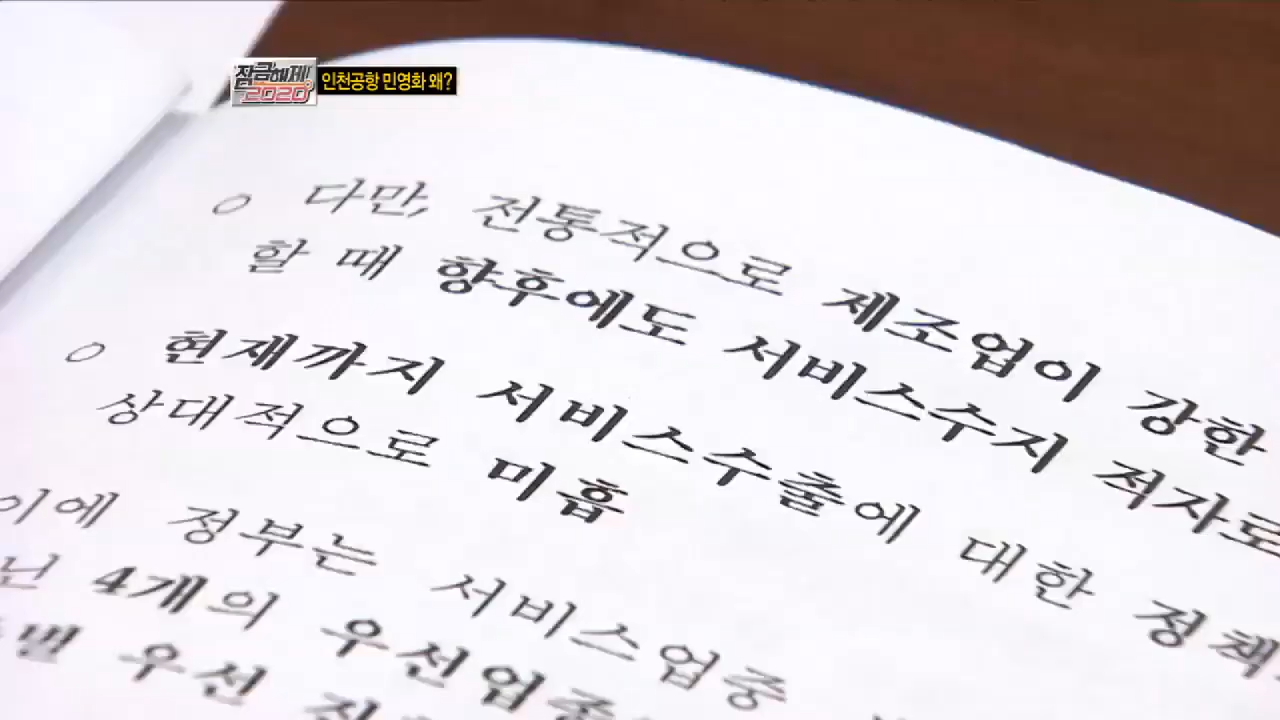 잠금해제! 2020
인천공항 민영화 왜?
○ 다만, 전통적으로 제조업이 강한
할 때 향후에도 서비스수지 적자로
○ 현재까지 서비스수출에 대한 정책
상대적으로 미흡
이에 정부는 서비스업중
닌 4개의 우선업종
별 우선